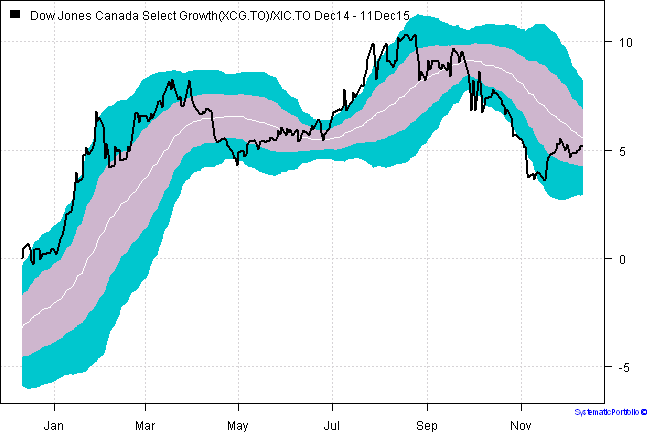 Dow Jones Canada Select Growth(XCG.TO)/XIC.TO Dec14 - 11Dec15
10
5
0
-5
Jan Mar May Jul Sep Nov
SystematicPortfolio ©